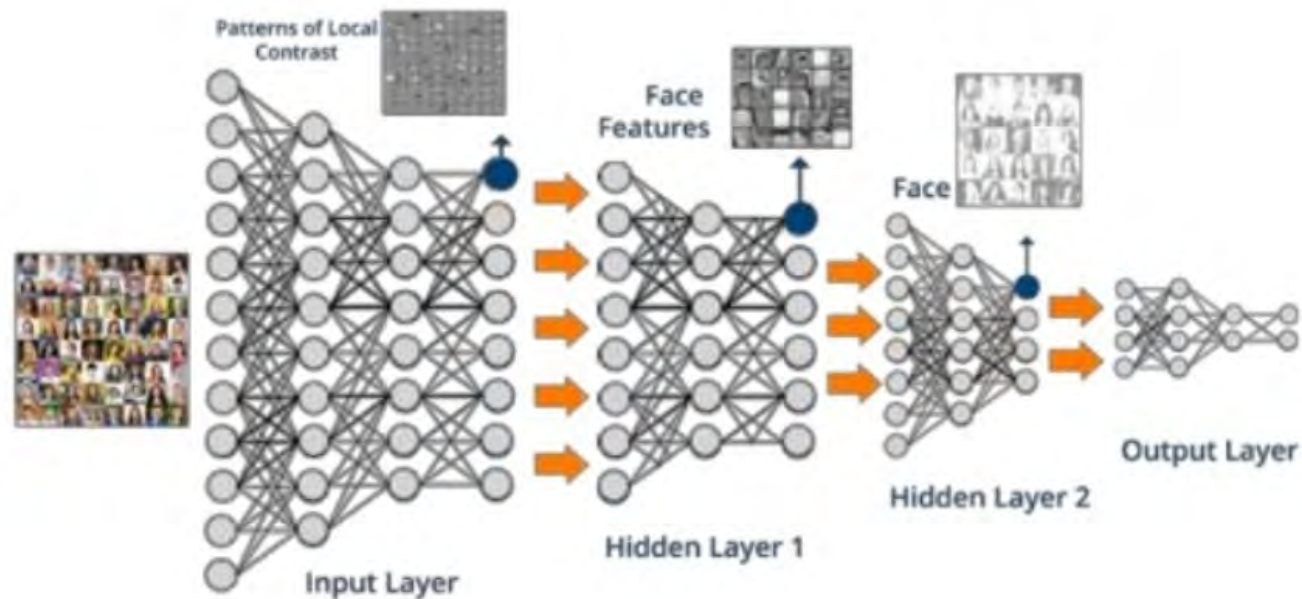 Patterns of Local
Contrast
Face
Features
Face
Input Layer
Hidden Layer 1
Hidden Layer 2
Output Layer